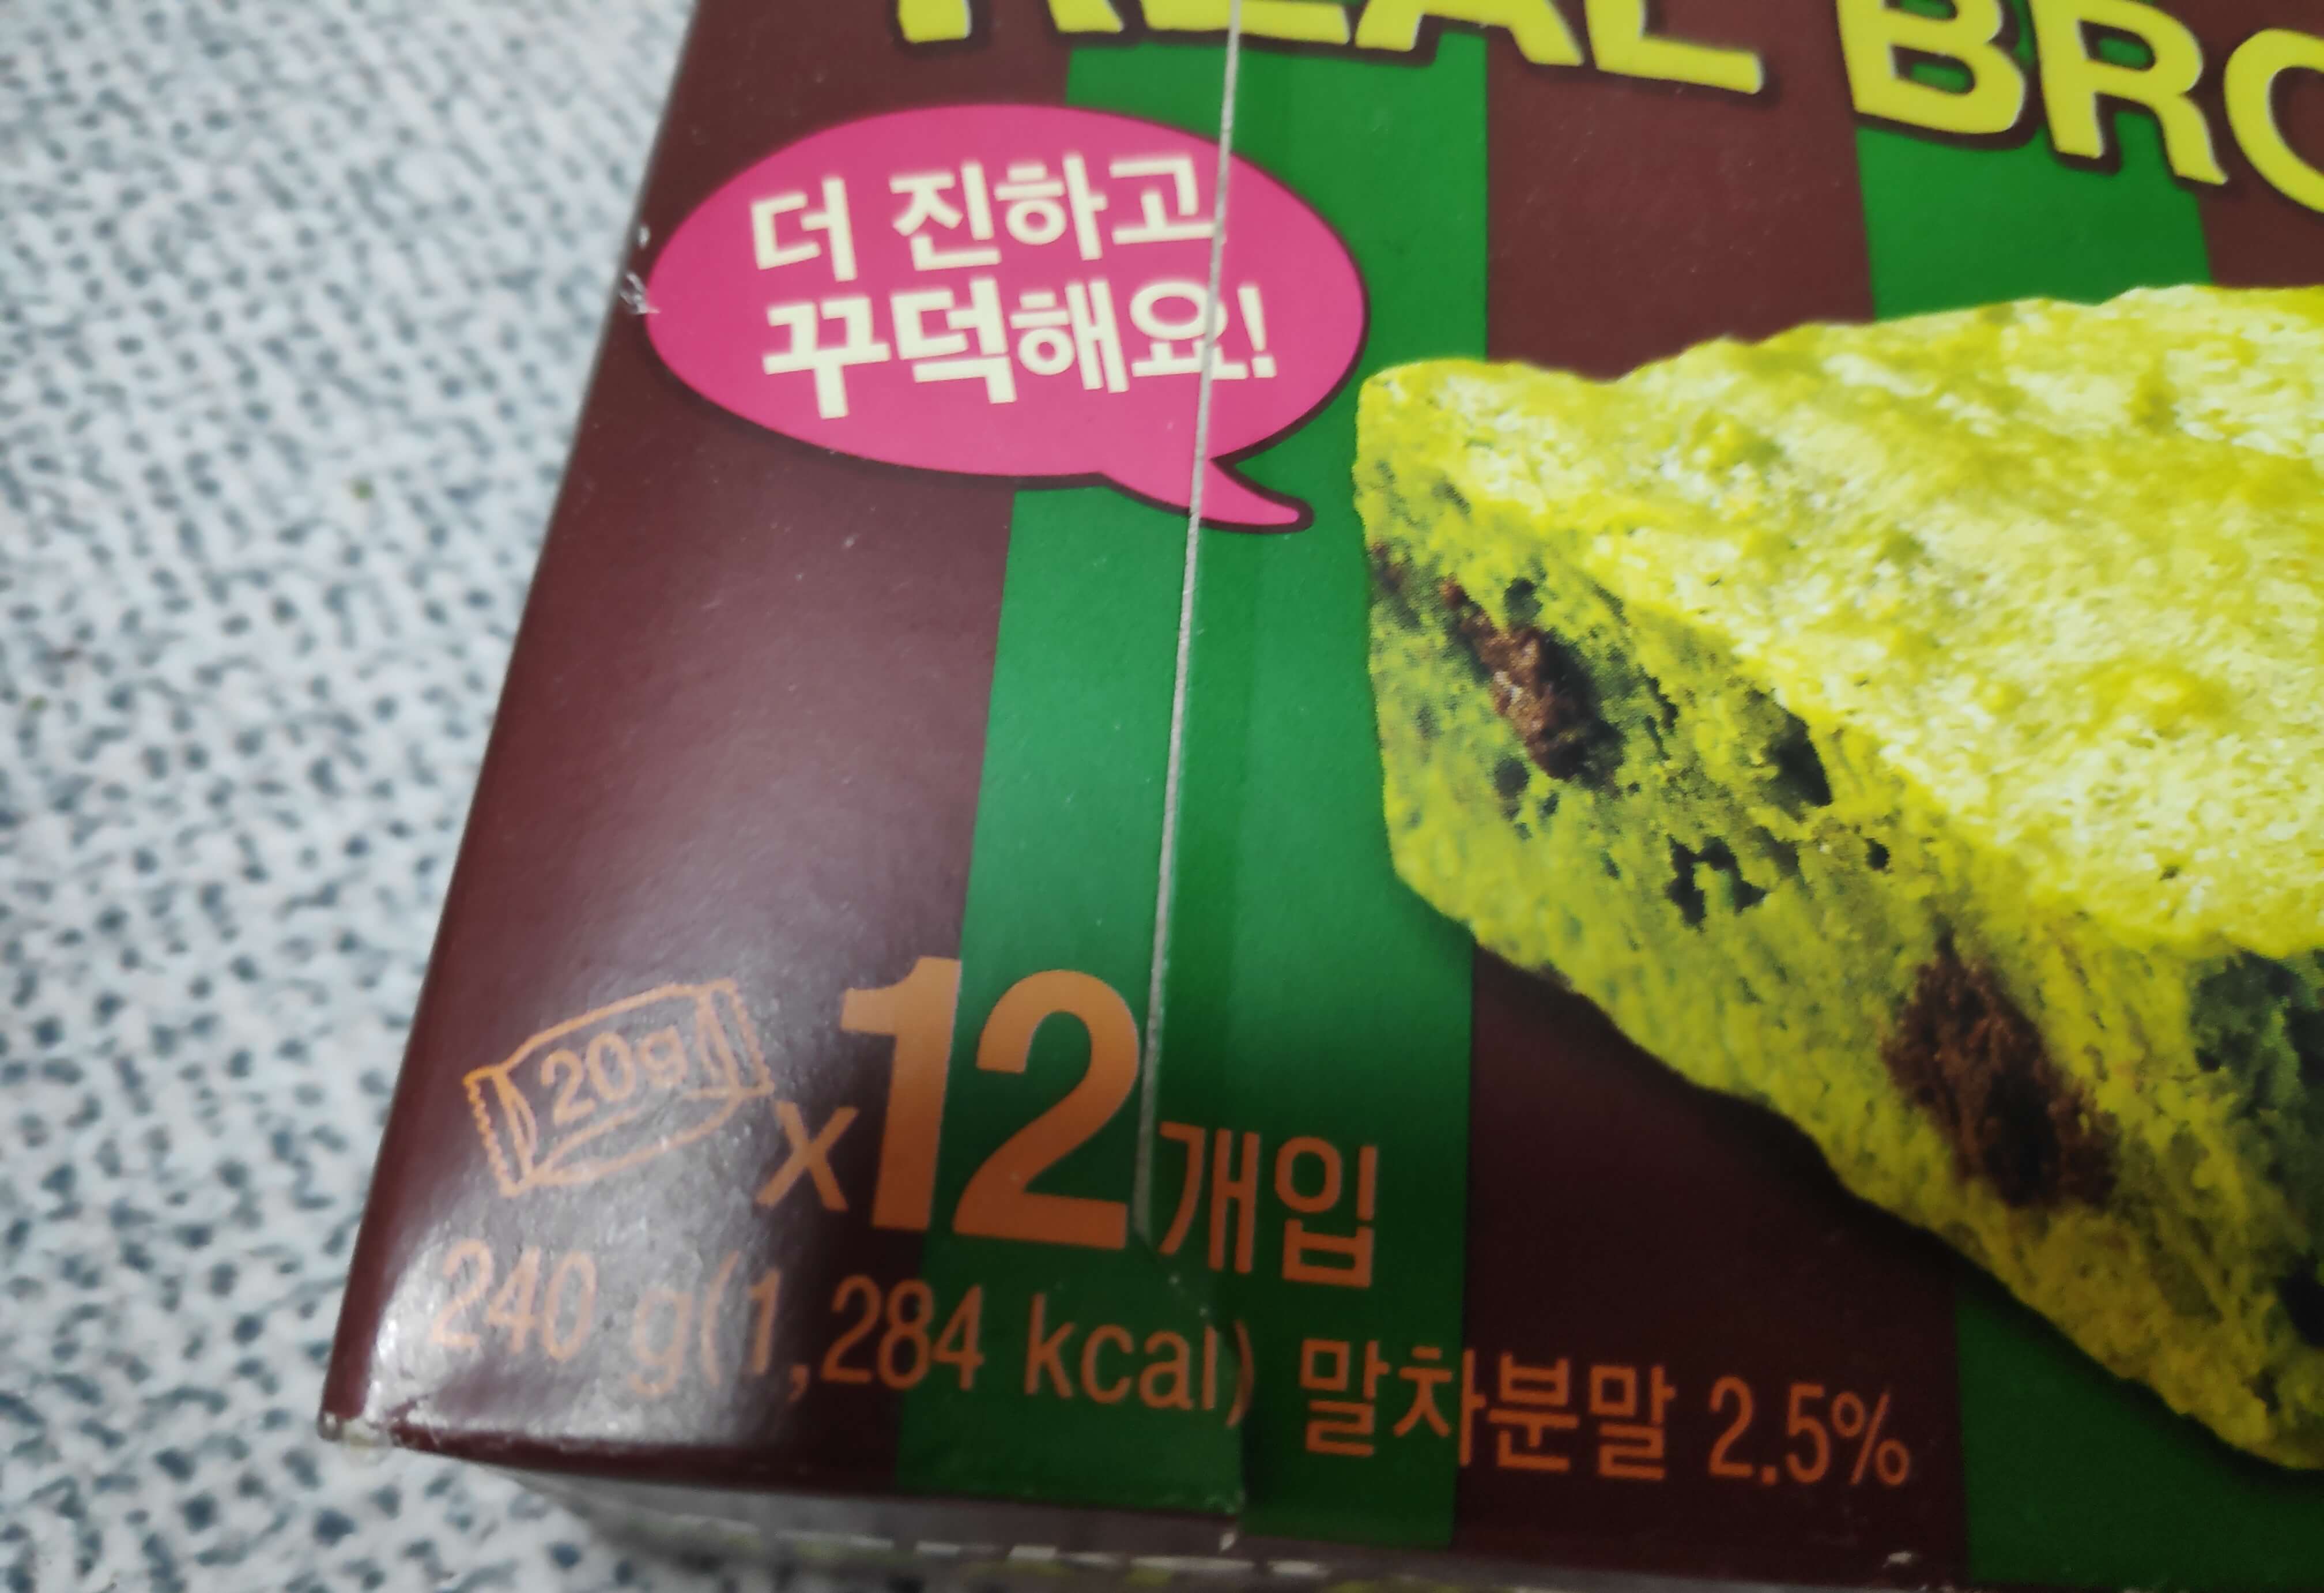 REAL BRO
더 진하고
꾸덕해요!
20g x12개입
240 g(1,284 kcal) 말차분말 2.5%